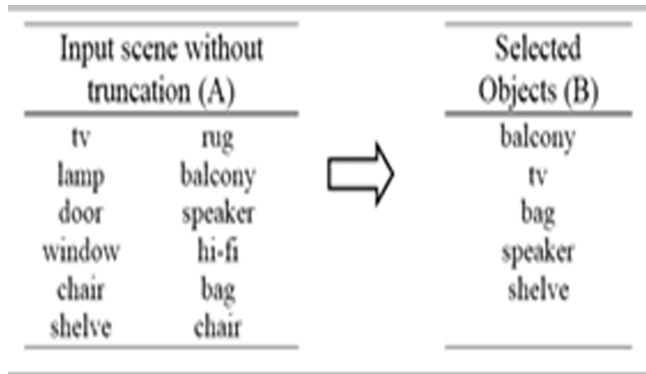 Input scene without
truncation (A)
Selected
Objects (B)
tv rug
lamp balcony
door speaker
window hi-fi
chair bag
shelve chair
balcony
tv
bag
speaker
shelve